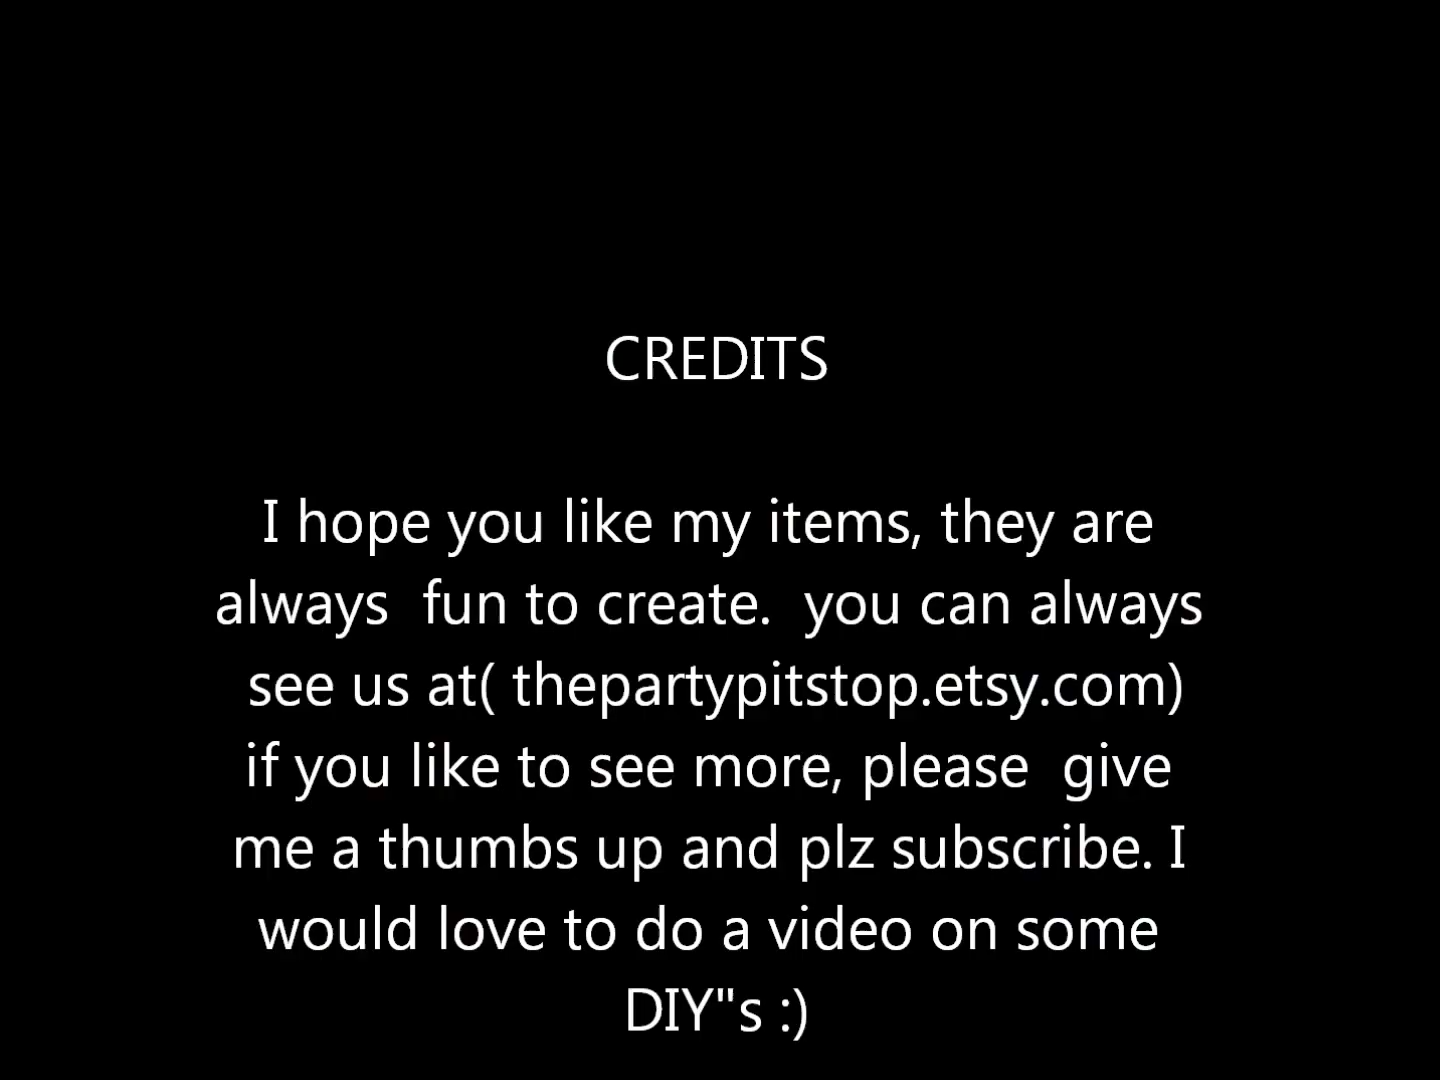 CREDITS
I hope you like my items, they are
always  fun to create.  you can always
see us at( thepartypitstop.etsy.com)
if you like to see more, please  give
me a thumbs up and plz subscribe. I
would love to do a video on some
DIY"s :)